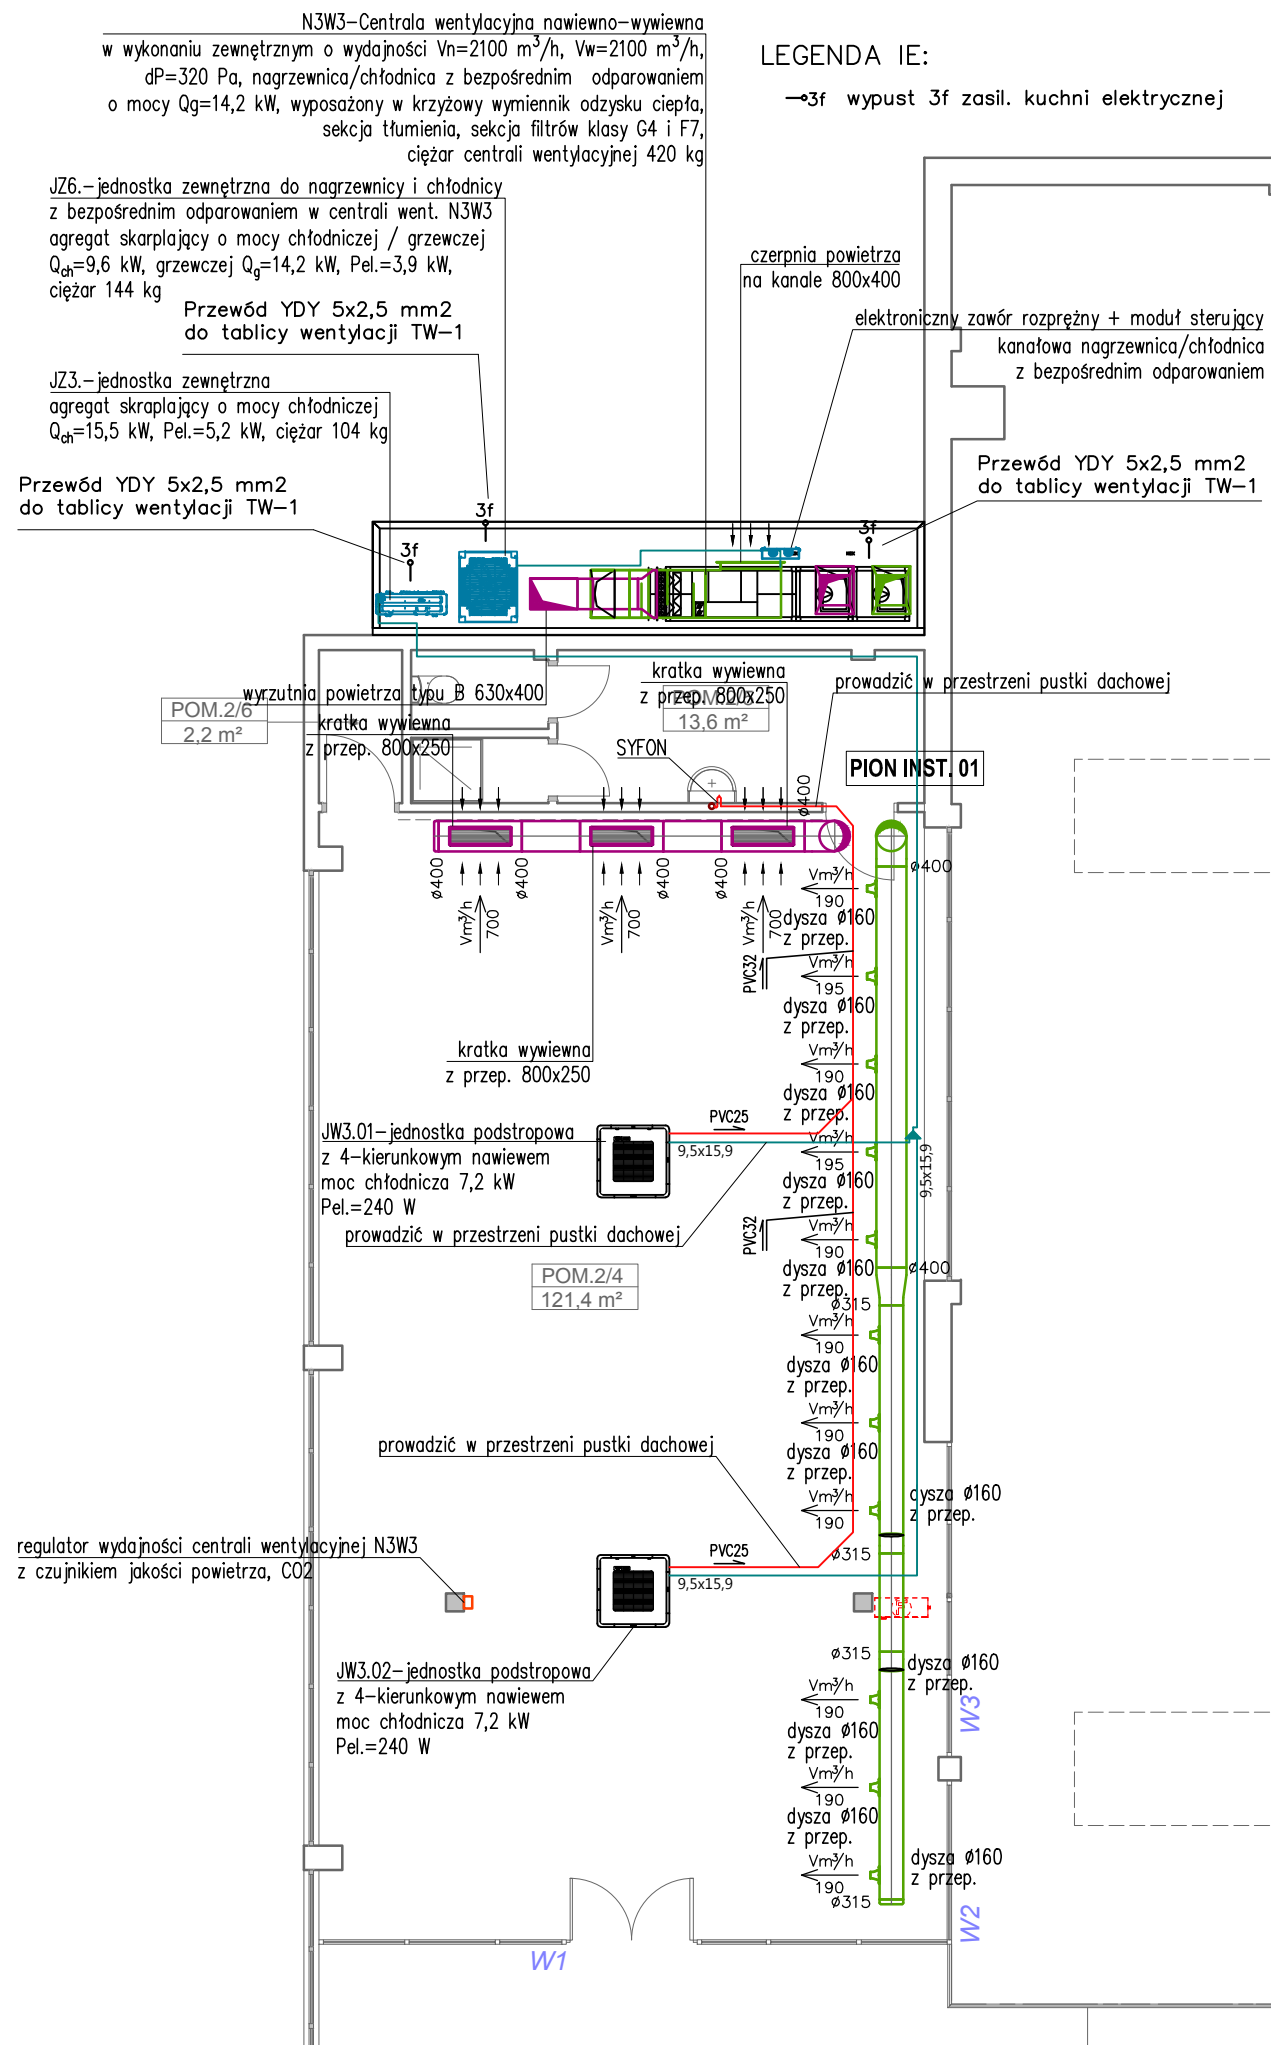 N3W3-Centrala wentylacyjna nawiewno-wywiewna
w wykonaniu zewnętrznym o wydajności Vn=2100 m³/h, Vw=2100 m³/h,
dP=320 Pa, nagrzewnica/chłodnica z bezpośrednim odparowaniem
o mocy Qg=14,2 kW, wyposażony w krzyżowy wymiennik odzysku ciepła,
sekcja tłumienia, sekcja filtrów klasy G4 i F7,
ciężar centrali wentylacyjnej 420 kg
LEGENDA IE:
3f wypust 3f zasil. kuchni elektrycznej
JZ6.-jednostka zewnętrzna do nagrzewnicy i chłodnicy
z bezpośrednim odparowaniem w centrali went. N3W3
agregat skarplający o mocy chłodniczej / grzewczej
Qch=9,6 kW, grzewczej Qg=14,2 kW, Pel.=3,9 kW,
ciężar 144 kg
Przewód YDY 5x2,5 mm2
do tablicy wentylacji TW-1
czerpnia powietrza
na kanale 800x400
elektroniczny zawór rozprężny + moduł sterujący
kanałowa nagrzewnica/chłodnica
z bezpośrednim odparowaniem
JZ3.-jednostka zewnętrzna
agregat skraplający o mocy chłodniczej
Qch=15,5 kW, Pel.=5,2 kW, ciężar 104 kg
Przewód YDY 5x2,5 mm2
do tablicy wentylacji TW-1
Przewód YDY 5x2,5 mm2
do tablicy wentylacji TW-1
3f
3f
3f
wyrzutnia powietrza typu B 630x400
kratka wywiewna
z przep. 800x250
13,6 m²
prowadzić w przestrzeni pustki dachowej
POM.2/6
2,2 m²
kratka wywiewna
z przep. 800x250
SYFON
PION INST. 01
ø400
ø400
ø400
ø400
ø400
ø400
Vm³/h
700
Vm³/h
700
Vm³/h
700
Vm³/h
190
dysza Ø160
z przep.
PVC32
Vm³/h
195
dysza Ø160
z przep.
kratka wywiewna
z przep. 800x250
Vm³/h
190
dysza Ø160
z przep.
JW3.01-jednostka podstropowa
z 4-kierunkowym nawiewem
moc chłodnicza 7,2 kW
Pel.=240 W
PVC25
9,5x15,9
9,5x15,9
Vm³/h
195
dysza Ø160
z przep.
prowadzić w przestrzeni pustki dachowej
PVC32
Vm³/h
190
dysza Ø160
z przep.
ø400
ø315
POM.2/4
121,4 m²
Vm³/h
190
dysza Ø160
z przep.
prowadzić w przestrzeni pustki dachowej
Vm³/h
190
dysza Ø160
z przep.
Vm³/h
190
dysza Ø160
z przep.
regulator wydajności centrali wentylacyjnej N3W3
z czujnikiem jakości powietrza, CO2
PVC25
9,5x15,9
ø315
ø315
dysza Ø160
z przep.
JW3.02-jednostka podstropowa
z 4-kierunkowym nawiewem
moc chłodnicza 7,2 kW
Pel.=240 W
Vm³/h
190
dysza Ø160
z przep.
W3
Vm³/h
190
dysza Ø160
z przep.
Vm³/h
190
ø315
dysza Ø160
z przep.
W2
W1